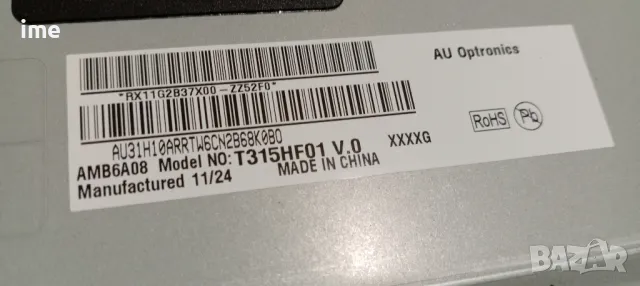 ime
AU Optronics
*RX11G2B37X00-ZZ52F0*
AU31H10ARRTW6CN2B68K0B0
AMB6A08 Model NO: T315HF01 V.0
XXXXG
RoHS
Pb
Manufactured 11/24
MADE IN CHINA
BAZAR